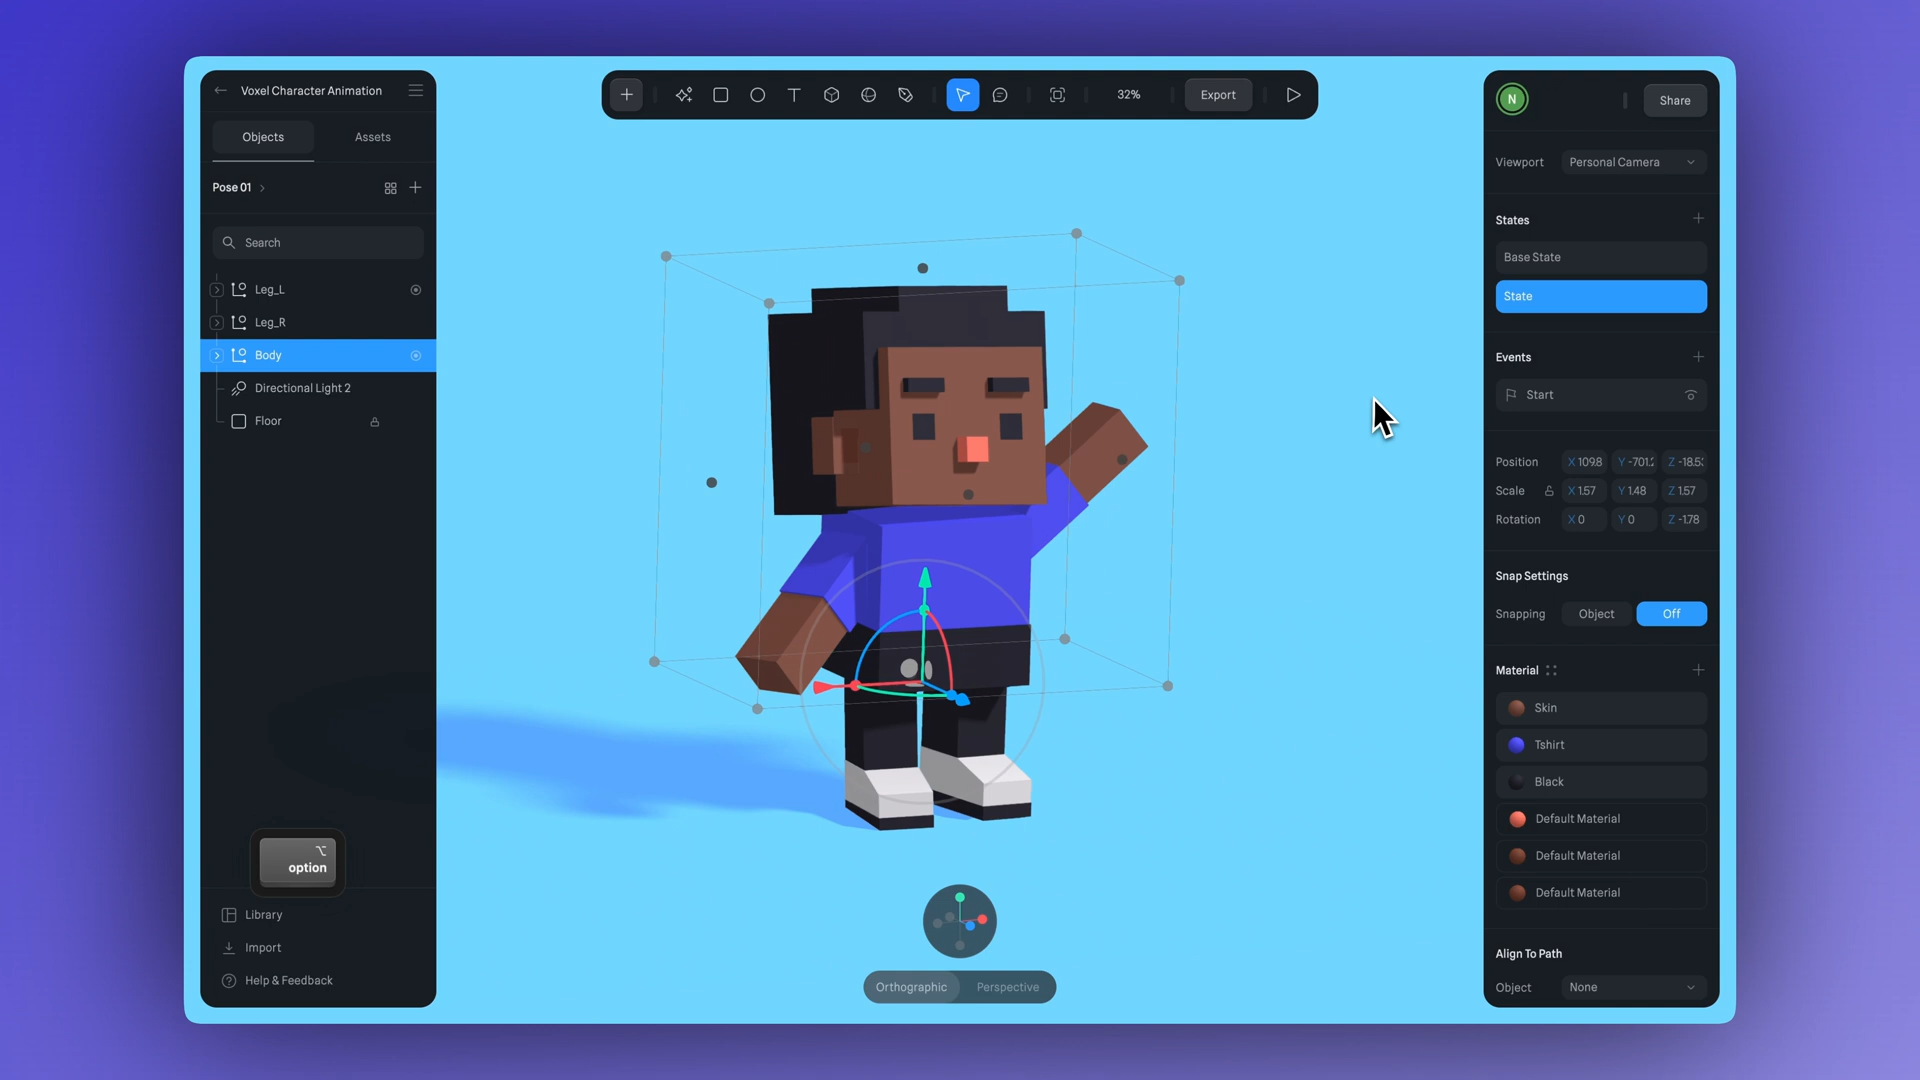 Voxel Character Animation
Objects
Assets
Pose 01
Search
Leg_L
Leg_R
Body
Directional Light 2
Floor
⌥
option
Library
Import
Help & Feedback
T
32%
Export
Orthographic
Perspective
N
Share
Viewport
Personal Camera
States
Base State
State
Events
Start
Position
X 109.8
Y -701.2
Z -18.5
Scale
X 1.57
Y 1.48
Z 1.57
Rotation
X 0
Y 0
Z -1.78
Snap Settings
Snapping
Object
Off
Material
Skin
Tshirt
Black
Default Material
Default Material
Default Material
Align To Path
Object
None